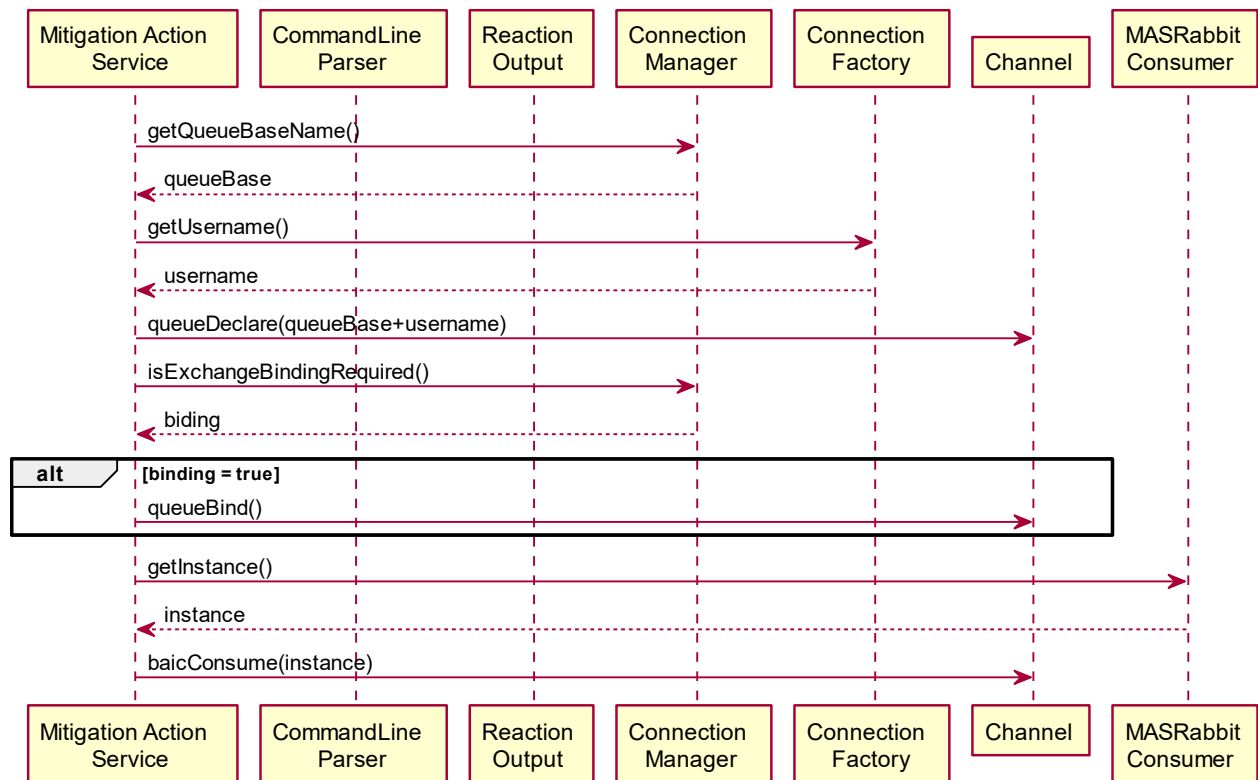 Mitigation Action
Service
CommandLine
Parser
Reaction
Output
Connection
Manager
Connection
Factory
Channel
MASRabbit
Consumer
getQueueBaseName()
queueBase
getUsername()
username
queueDeclare(queueBase+username)
isExchangeBindingRequired()
biding
alt
[binding = true]
queueBind()
getInstance()
instance
baicConsume(instance)
Mitigation Action
Service
CommandLine
Parser
Reaction
Output
Connection
Manager
Connection
Factory
Channel
MASRabbit
Consumer